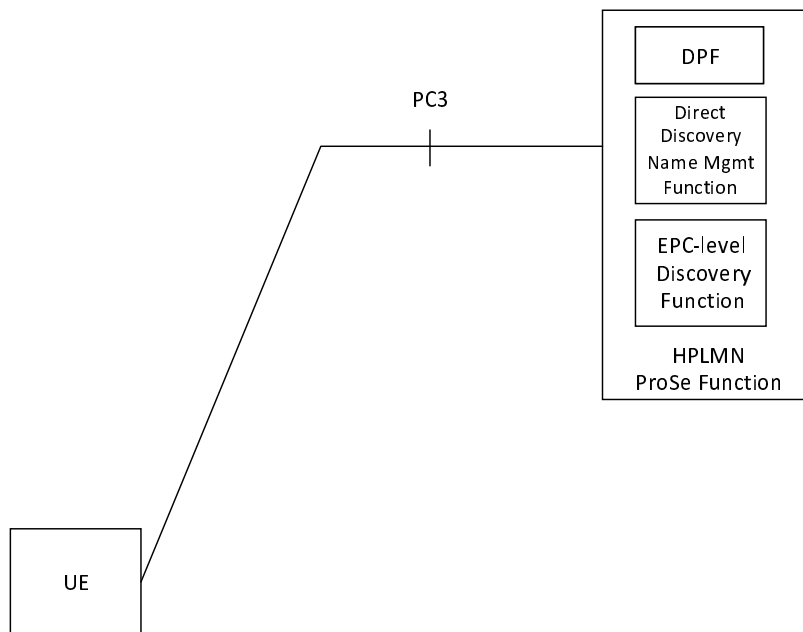 DPF
PC3
Direct
Discovery
Name Mgmt
Function
EPC-level
Discovery
Function
HPLMN
ProSe Function
UE